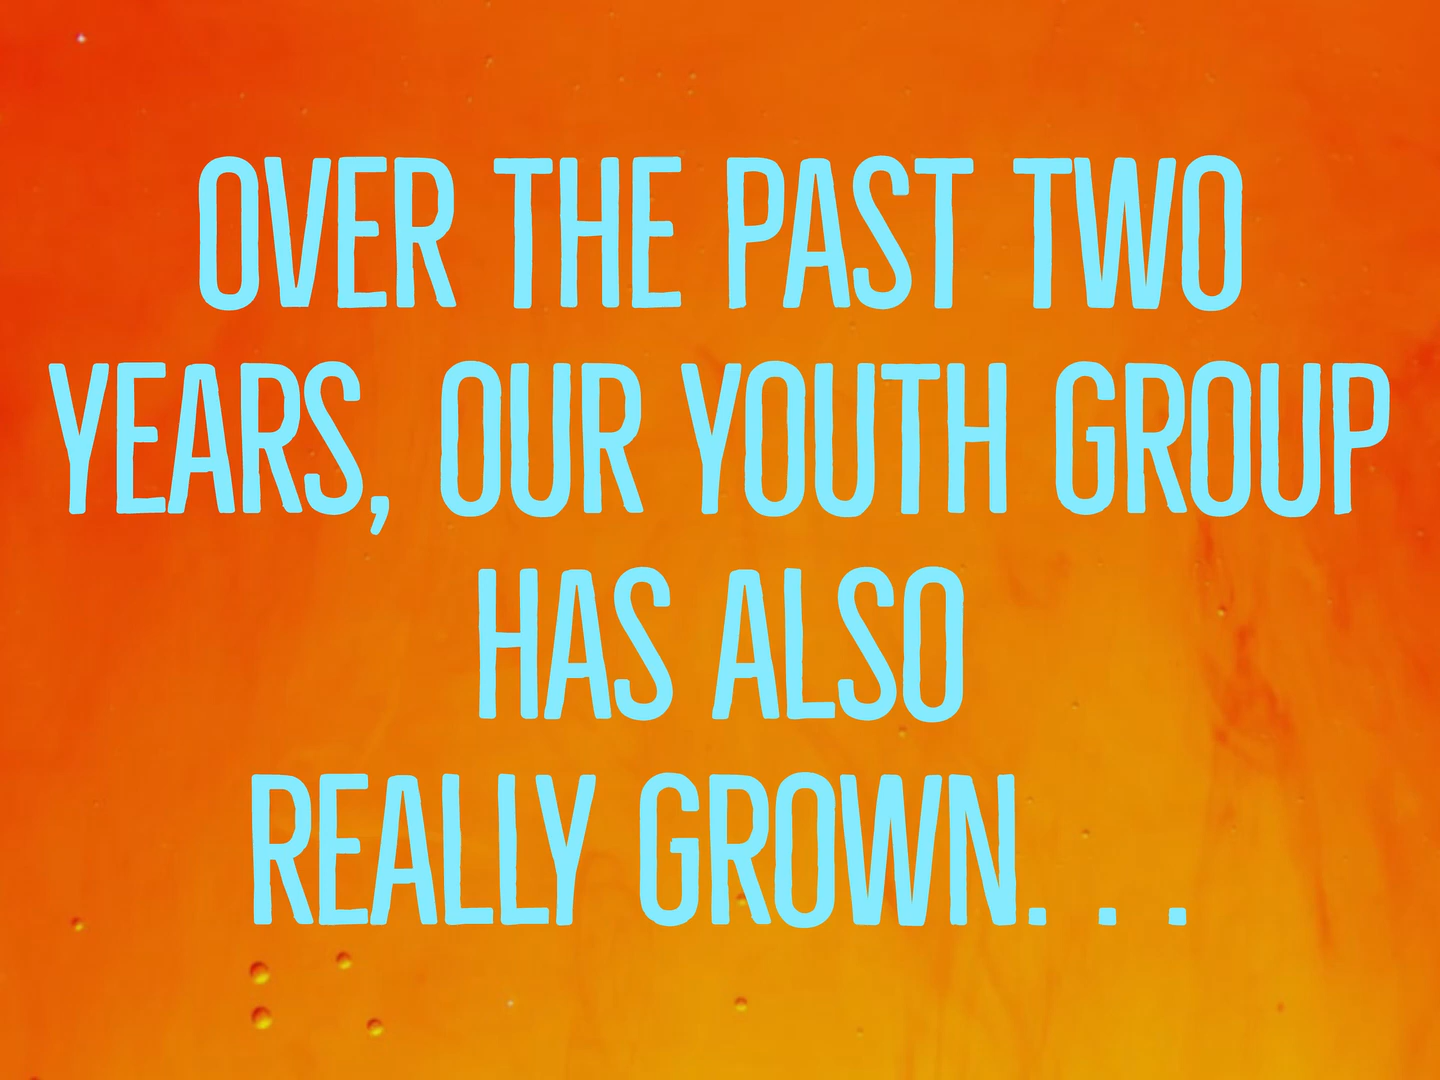 OVER THE PAST TWO
YEARS, OUR YOUTH GROUP
HAS ALSO
REALLY GROWN. . .